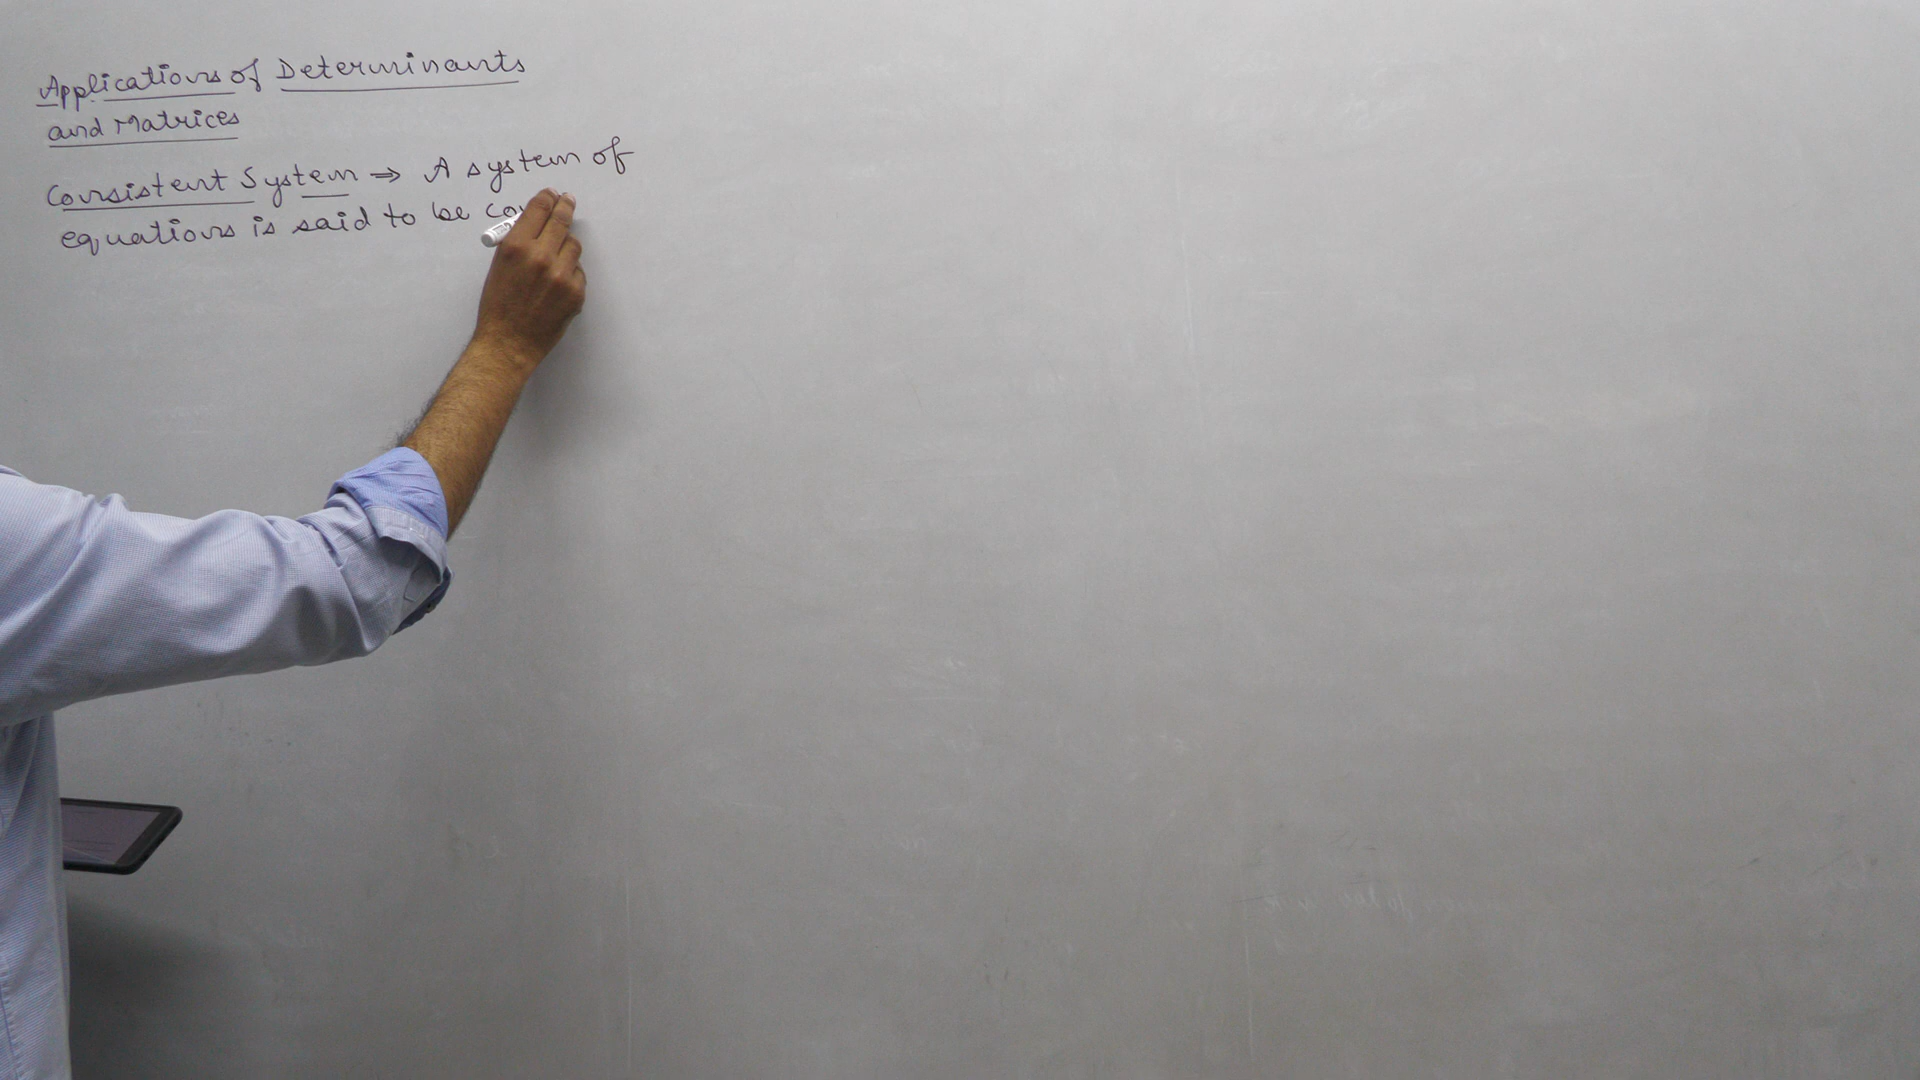 Applications of Determinants
and Matrices
Consistent System ⇒ A system of
equations is said to be